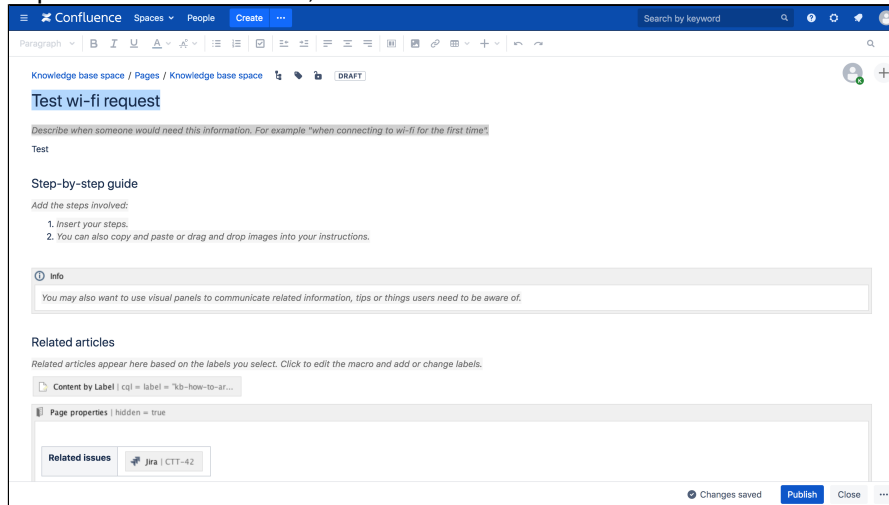 Confluence Spaces People Create ... Search by keyword
Paragraph B I U A
Knowledge base space / Pages / Knowledge base space DRAFT
Test wi-fi request
Describe when someone would need this information. For example "when connecting to wi-fi for the first time".
Test
Step-by-step guide
Add the steps involved:
1. Insert your steps.
2. You can also copy and paste or drag and drop images into your instructions.
Info
You may also want to use visual panels to communicate related information, tips or things users need to be aware of.
Related articles
Related articles appear here based on the labels you select. Click to edit the macro and add or change labels.
Content by Label | cql = label = "kb-how-to-ar...
Page properties | hidden = true
Related issues Jira | CTT-42
Changes saved Publish Close ...